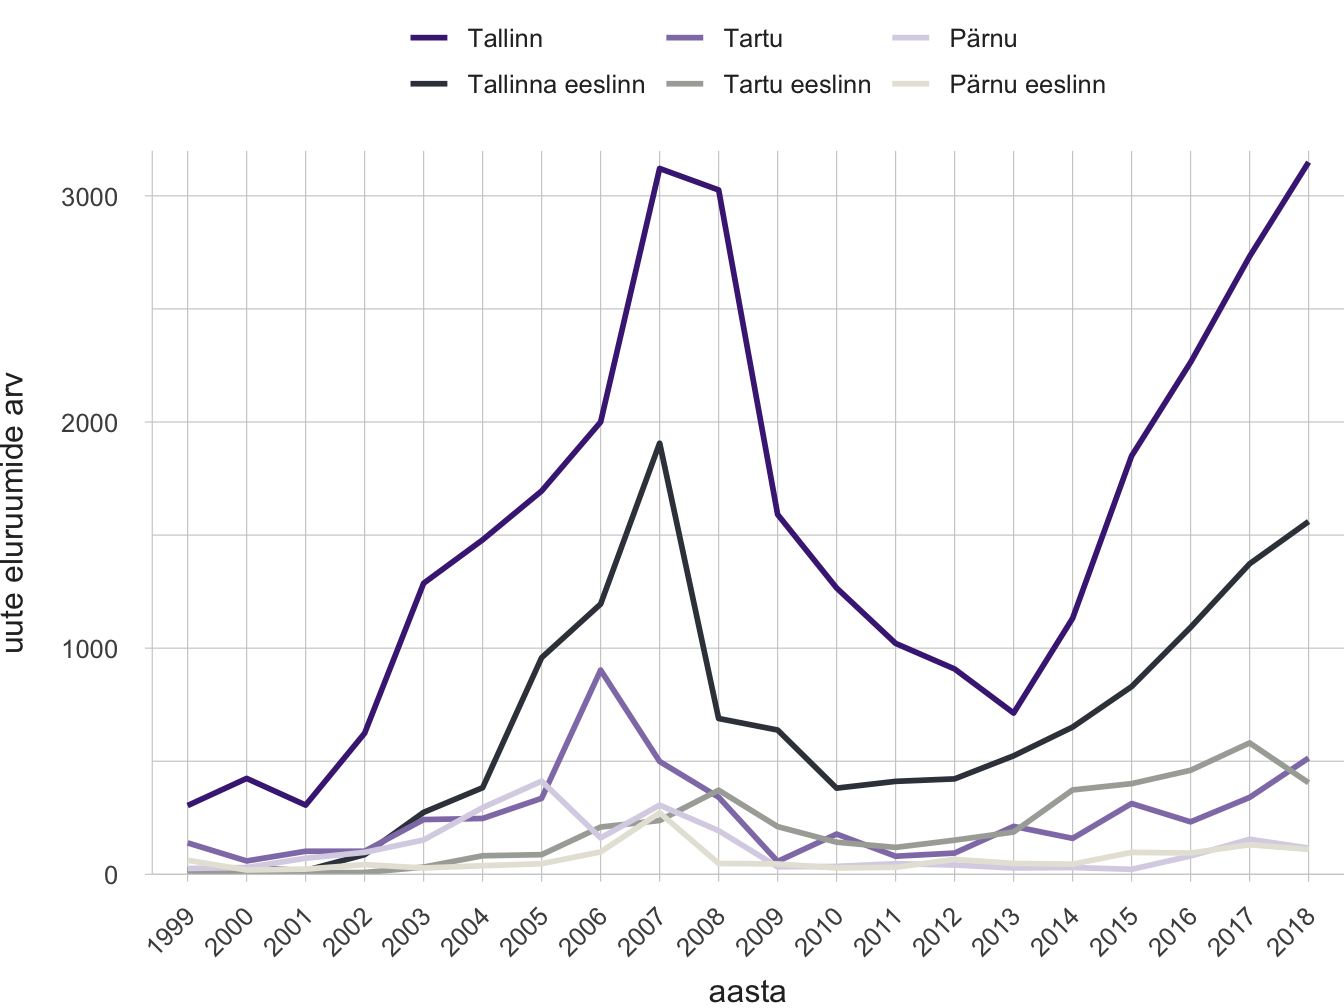 Tallinn Tartu Pärnu
Tallinna eeslinn Tartu eeslinn Pärnu eeslinn
uute eluruumide arv
3000
2000
1000
0
1999 2000 2001 2002 2003 2004 2005 2006 2007 2008 2009 2010 2011 2012 2013 2014 2015 2016 2017 2018
aasta